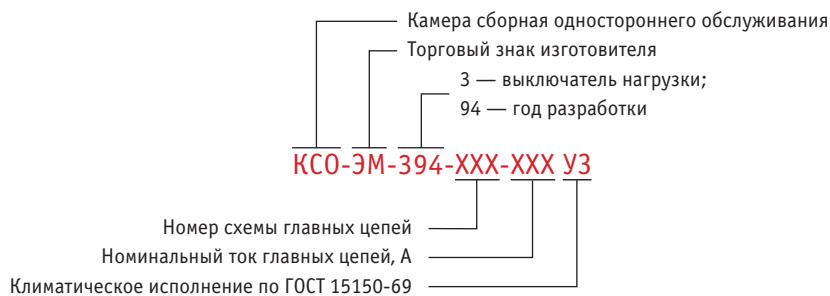 Камера сборная одностороннего обслуживания
Торговый знак изготовителя
3 — выключатель нагрузки;
94 — год разработки
КСО-ЭМ-394-ХХХ-ХХХ У3
Номер схемы главных цепей
Номинальный ток главных цепей, А
Климатическое исполнение по ГОСТ 15150-69